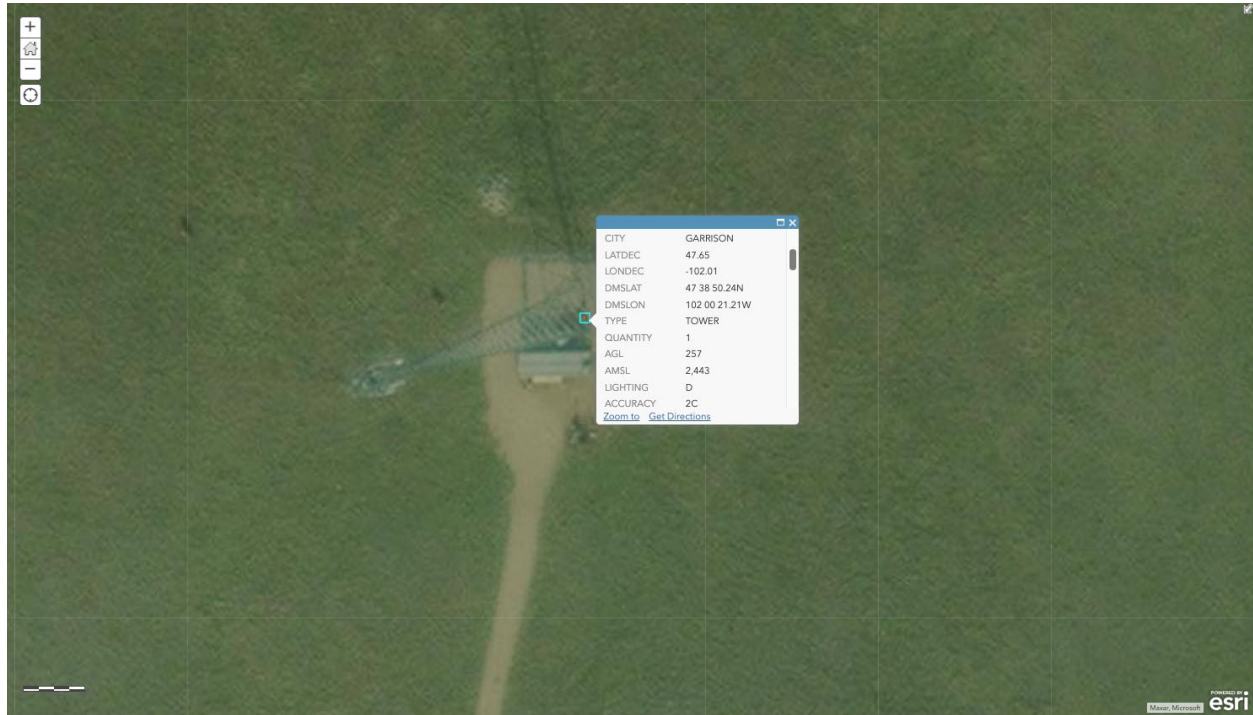 +
−
CITY GARRISON
LATDEC 47.65
LONDEC -102.01
DMSLAT 47 38 50.24N
DMSLON 102 00 21.21W
TYPE TOWER
QUANTITY 1
AGL 257
AMSL 2,443
LIGHTING D
ACCURACY 2C
Zoom to Get Directions
POWERED BY
esri
Maxar, Microsoft